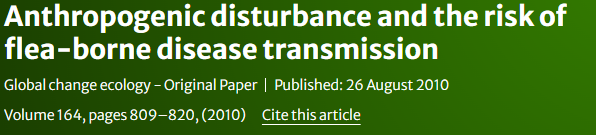 Anthropogenic disturbance and the risk of
flea-borne disease transmission
Global change ecology – Original Paper | Published: 26 August 2010
Volume 164, pages 809–820, (2010) Cite this article